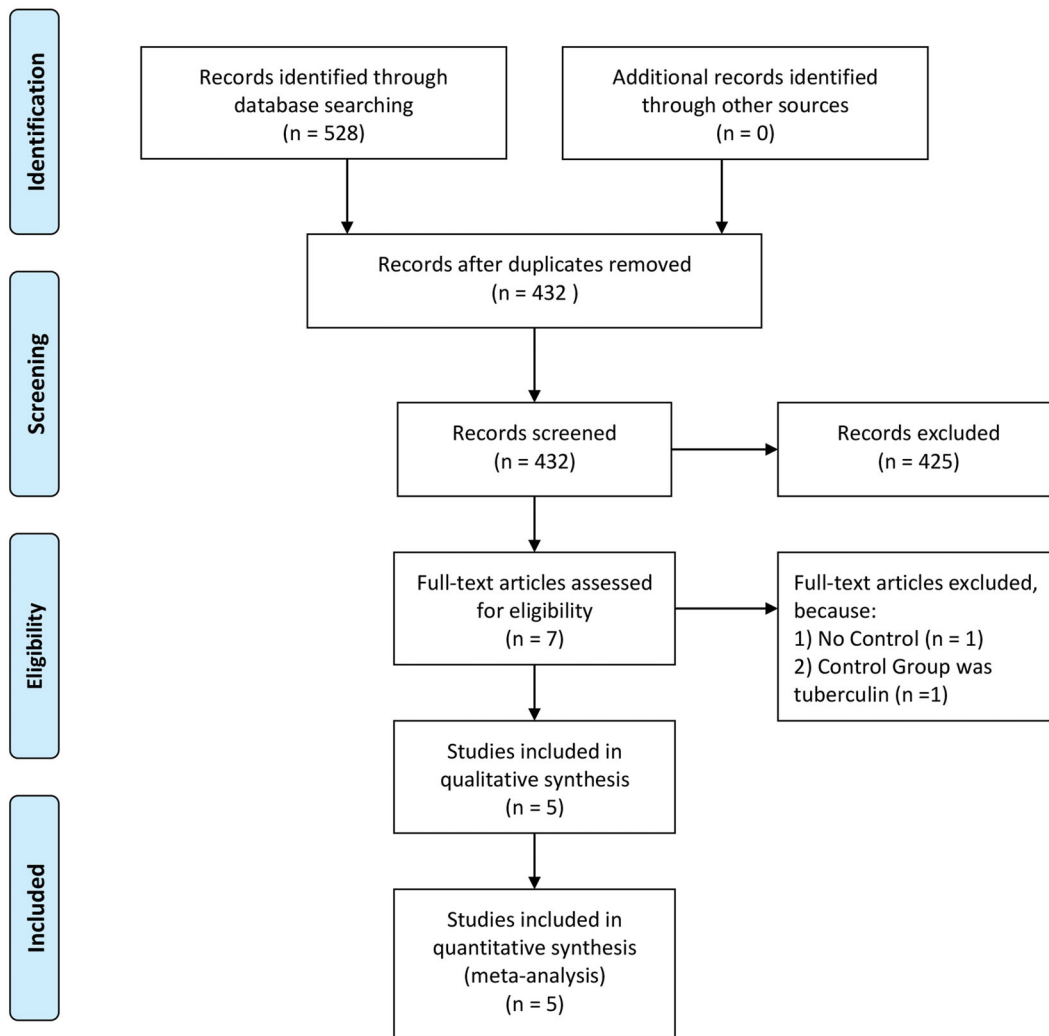 Identification
Records identified through
database searching
(n = 528)
Additional records identified
through other sources
(n = 0)
Records after duplicates removed
(n = 432 )
Screening
Records screened
(n = 432)
Records excluded
(n = 425)
Eligibility
Full-text articles assessed
for eligibility
(n = 7)
Full-text articles excluded,
because:
1) No Control (n = 1)
2) Control Group was
tuberculin (n =1)
Studies included in
qualitative synthesis
(n = 5)
Included
Studies included in
quantitative synthesis
(meta-analysis)
(n = 5)